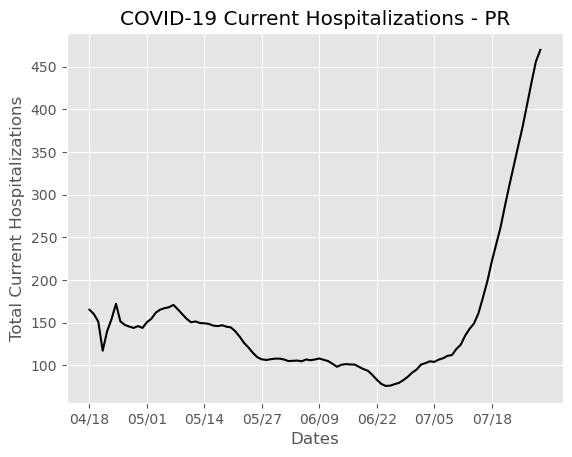 COVID-19 Current Hospitalizations - PR
Total Current Hospitalizations
450
400
350
300
250
200
150
100
04/18 05/01 05/14 05/27 06/09 06/22 07/05 07/18
Dates